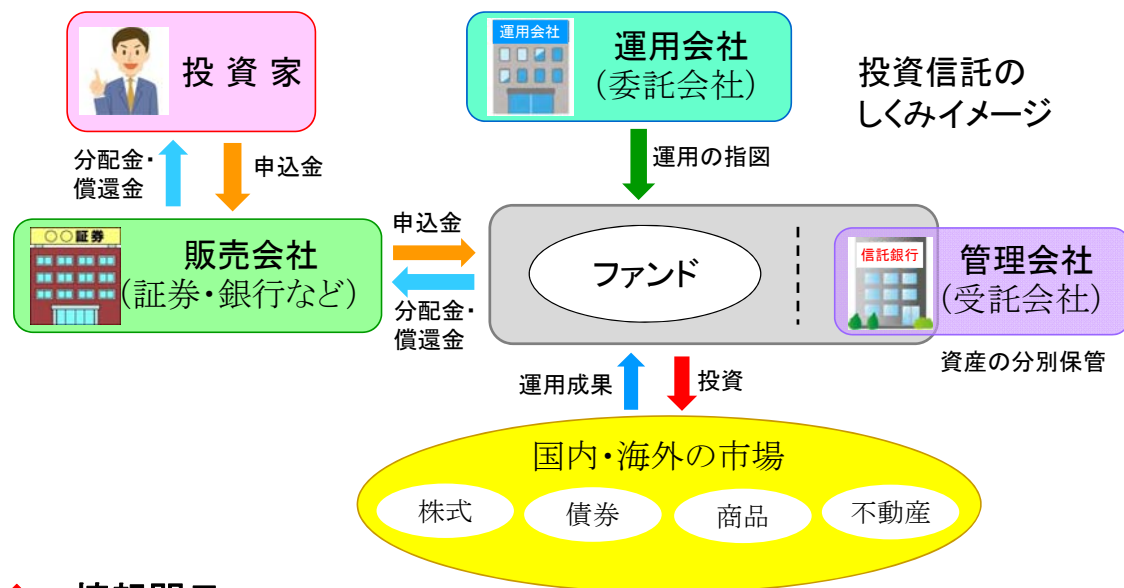 投 資 家
運用会社
運用会社
(委託会社)
投資信託の
しくみイメージ
分配金・
償還金
申込金
運用の指図
○○証券
販売会社
(証券・銀行など)
申込金
分配金・
償還金
ファンド
信託銀行
管理会社
(受託会社)
資産の分別保管
運用成果
投資
国内・海外の市場
株式
債券
商品
不動産